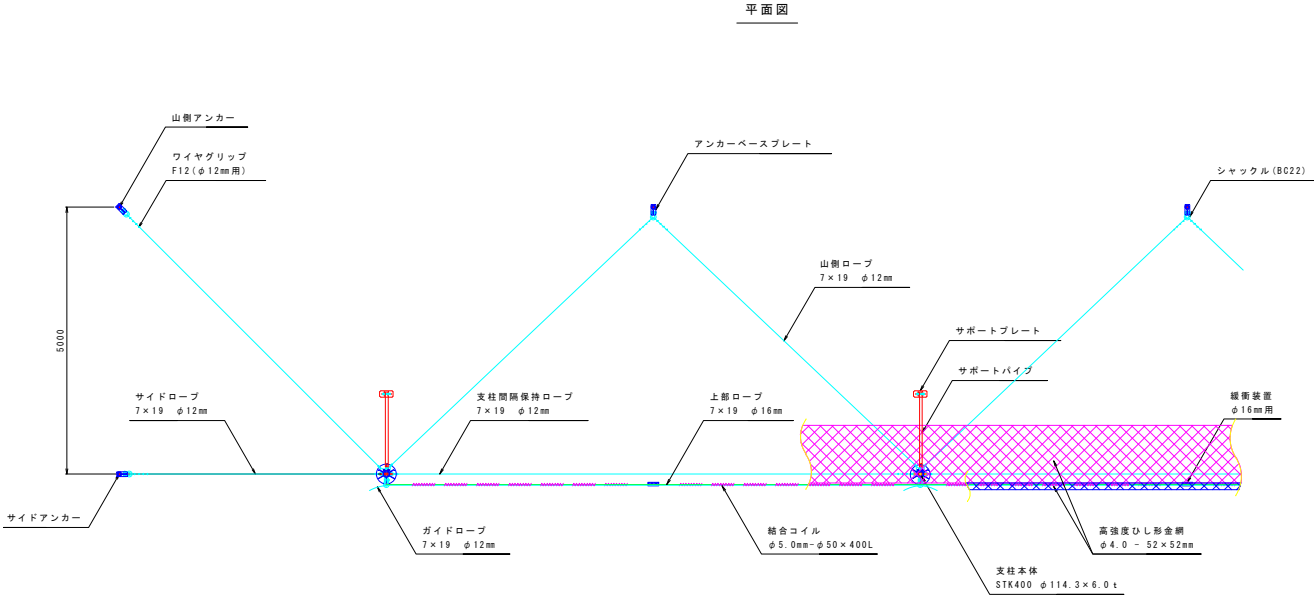 平面図
山側アンカー
ワイヤグリップ
F12(φ12mm用)
アンカーベースプレート
シャックル(BC22)
山側ロープ
7×19 φ12mm
5000
サポートプレート
サポートパイプ
サイドロープ
7×19 φ12mm
支柱間隔保持ロープ
7×19 φ12mm
上部ロープ
7×19 φ16mm
緩衝装置
φ16mm用
サイドアンカー
ガイドロープ
7×19 φ12mm
結合コイル
φ5.0mm-φ50×400L
高強度ひし形金網
φ4.0 - 52×52mm
支柱本体
STK400 φ114.3×6.0t